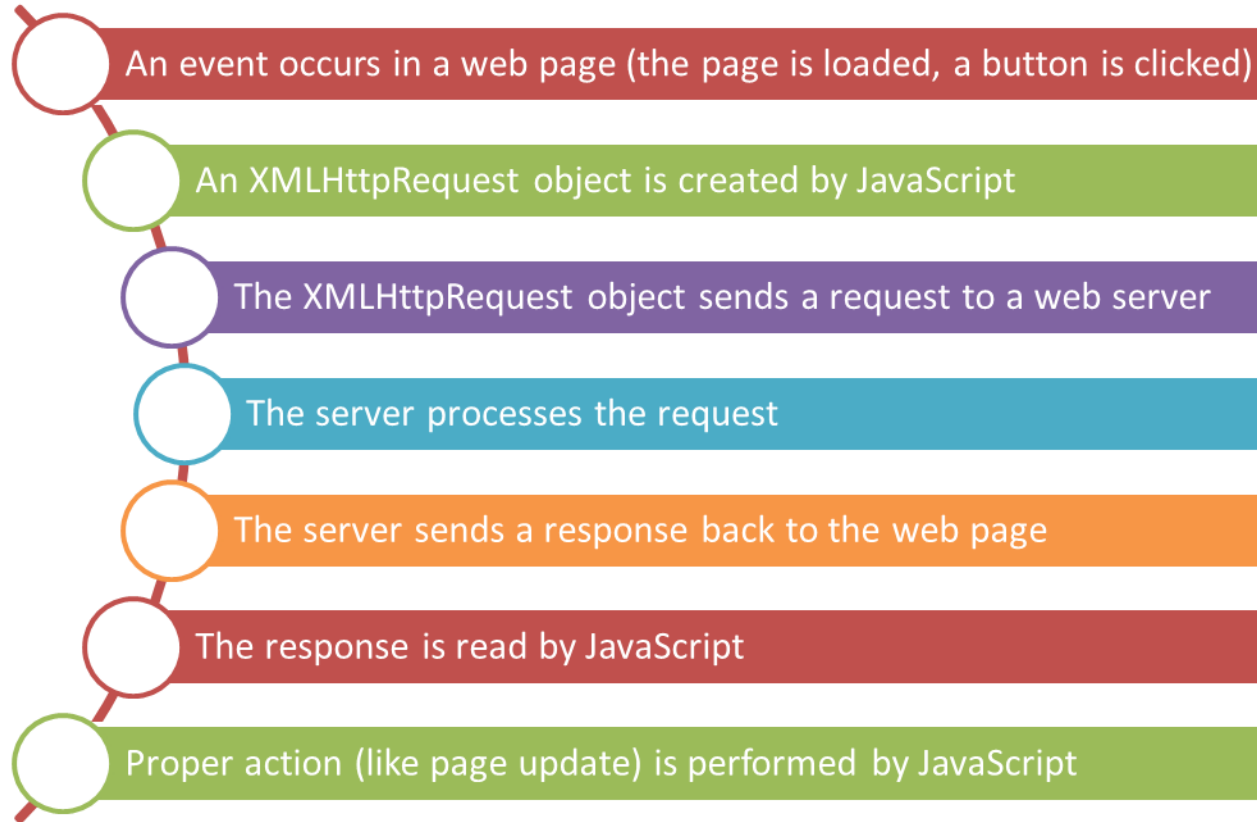 An event occurs in a web page (the page is loaded, a button is clicked)
An XMLHttpRequest object is created by JavaScript
The XMLHttpRequest object sends a request to a web server
The server processes the request
The server sends a response back to the web page
The response is read by JavaScript
Proper action (like page update) is performed by JavaScript